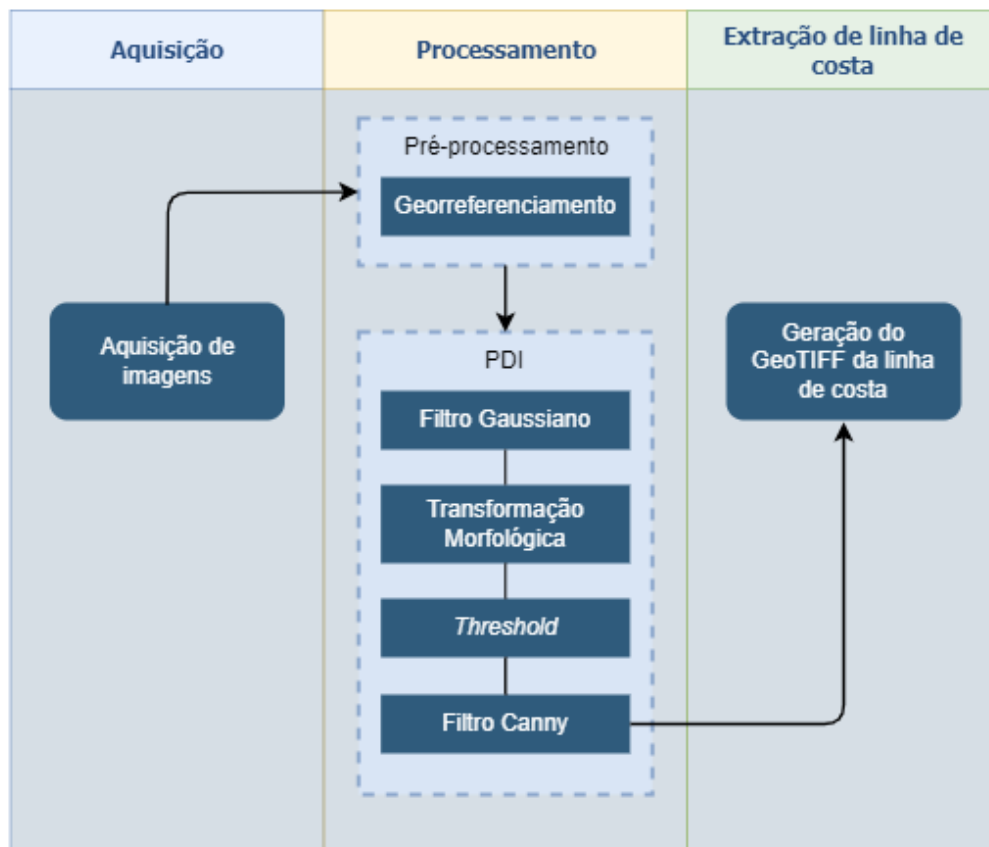 Aquisição
Processamento
Extração de linha de
costa
Pré-processamento
Georreferenciamento
Aquisição de
imagens
PDI
Filtro Gaussiano
Transformação
Morfológica
Threshold
Filtro Canny
Geração do
GeoTIFF da linha
de costa